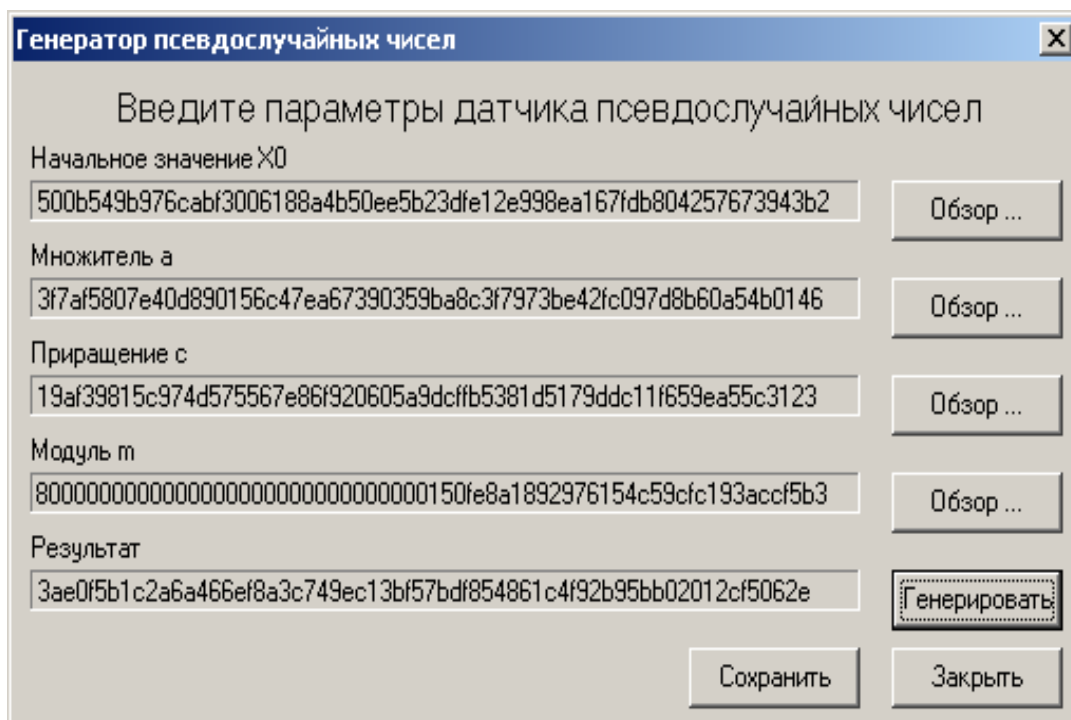 Генератор псевдослучайных чисел
Введите параметры датчика псевдослучайных чисел
Начальное значение X0
500b549b976cabf3006188a4b50ee5b23dfe12e998ea167fdb804257673943b2
Обзор ...
Множитель a
3f7af5807e40d890156c47ea67390359ba8c3f7973be42fc097d8b60a54b0146
Обзор ...
Приращение c
19af39815c974d575567e86f920605a9dcffb5381d5179ddc11f659ea55c3123
Обзор ...
Модуль m
8000000000000000000000000000000150fe8a1892976154c59cfc193accf5b3
Обзор ...
Результат
3ae0f5b1c2a6a466ef8a3c749ec13bf57bdf854861c4f92b95bb02012cf5062e
Генерировать
Сохранить
Закрыть